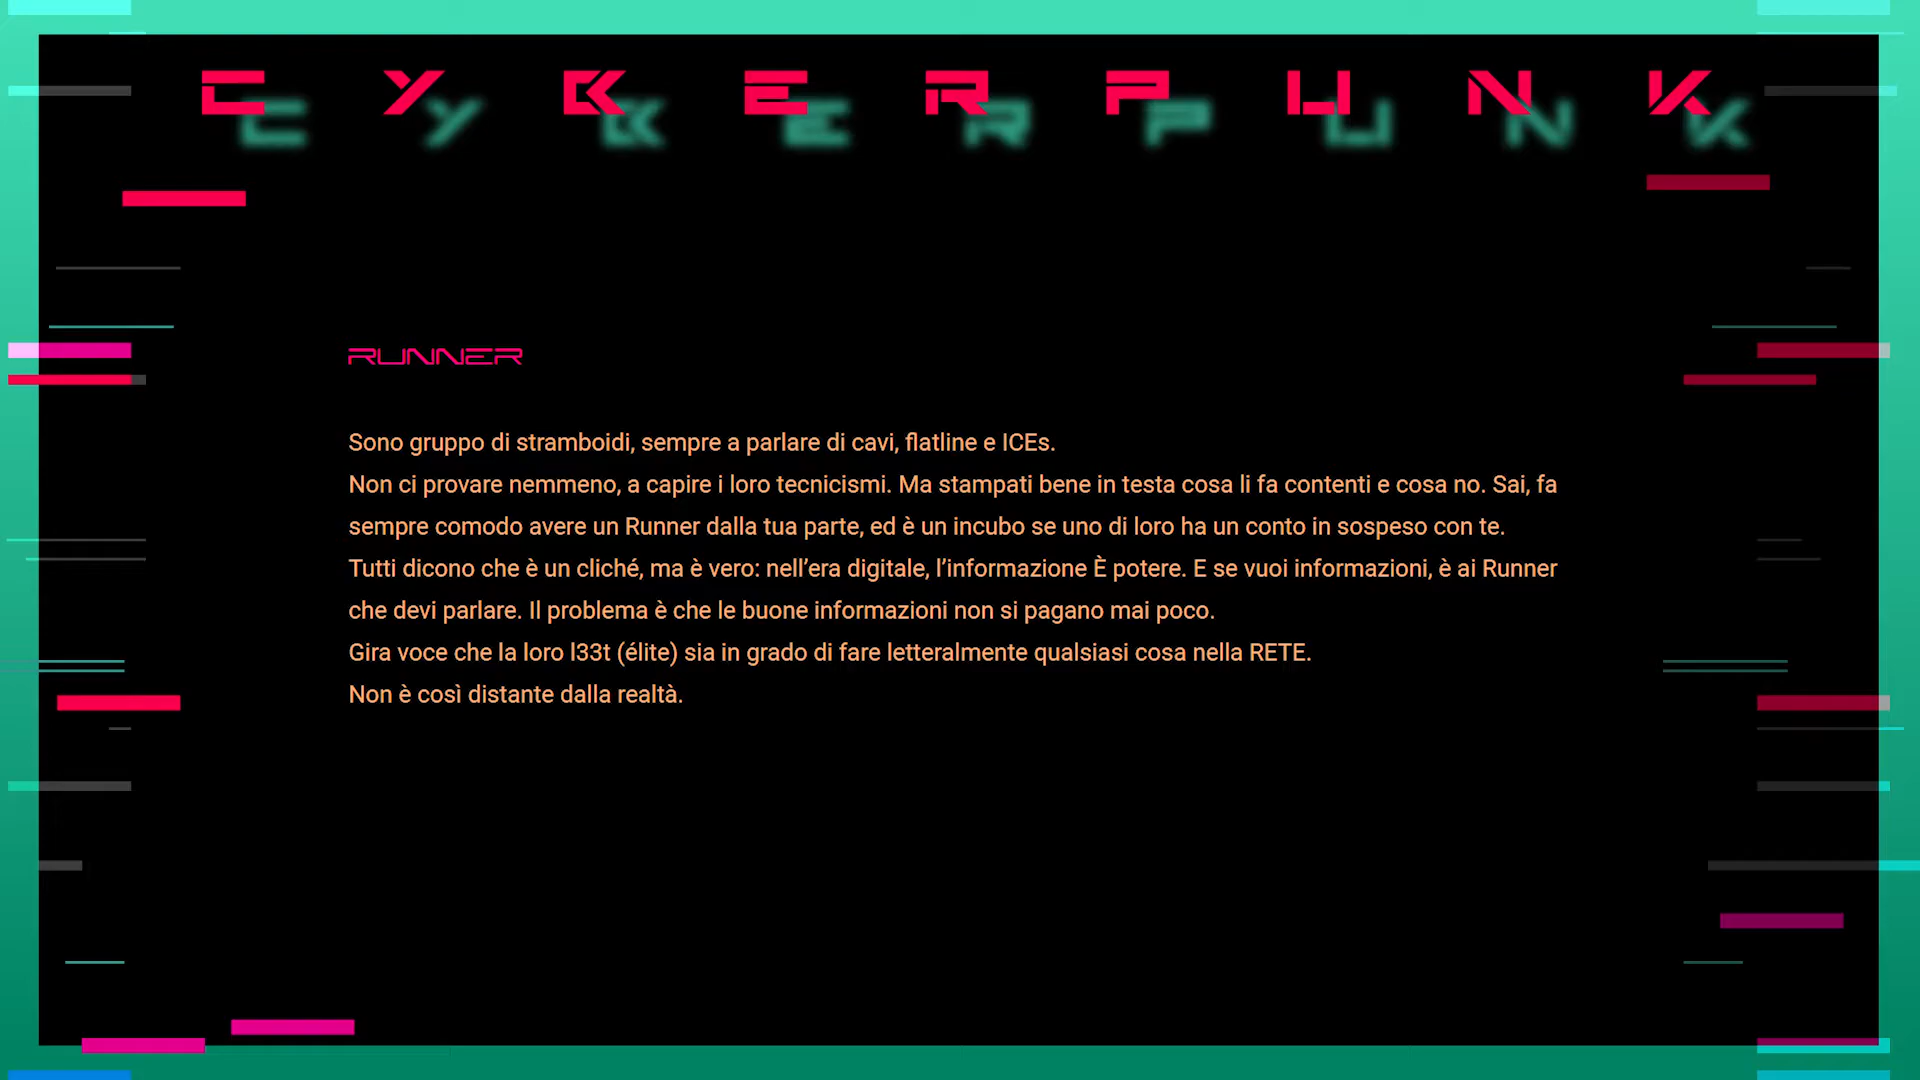 CYBERPUNK
RUNNER
Sono gruppo di stramboidi, sempre a parlare di cavi, flatline e ICEs.
Non ci provare nemmeno, a capire i loro tecnicismi. Ma stampati bene in testa cosa li fa contenti e cosa no. Sai, fa
sempre comodo avere un Runner dalla tua parte, ed è un incubo se uno di loro ha un conto in sospeso con te.
Tutti dicono che è un cliché, ma è vero: nell’era digitale, l’informazione È potere. E se vuoi informazioni, è ai Runner
che devi parlare. Il problema è che le buone informazioni non si pagano mai poco.
Gira voce che la loro l33t (élite) sia in grado di fare letteralmente qualsiasi cosa nella RETE.
Non è così distante dalla realtà.